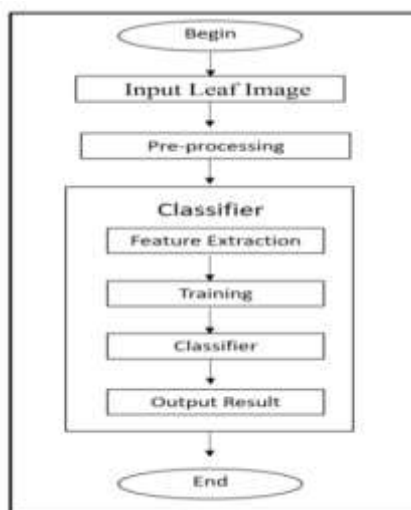 Begin
Input Leaf Image
Pre-processing
Classifier
Feature Extraction
Training
Classifier
Output Result
End